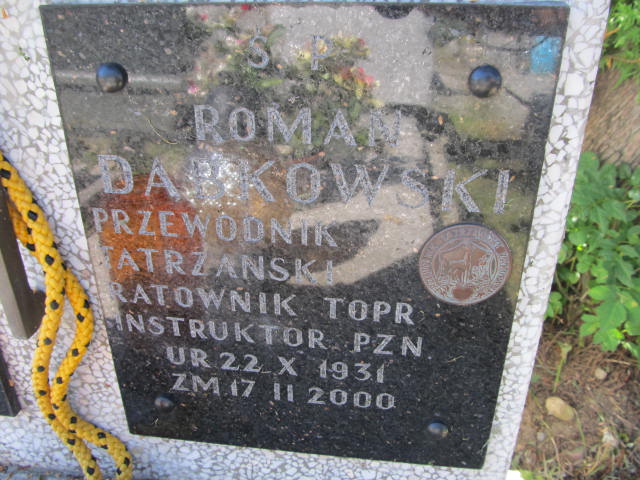 Ś P
ROMAN
DĄBKOWSKI
PRZEWODNIK
TATRZAŃSKI
RATOWNIK TOPR
INSTRUKTOR PZN
UR 22 X 1931
ZM 17 II 2000